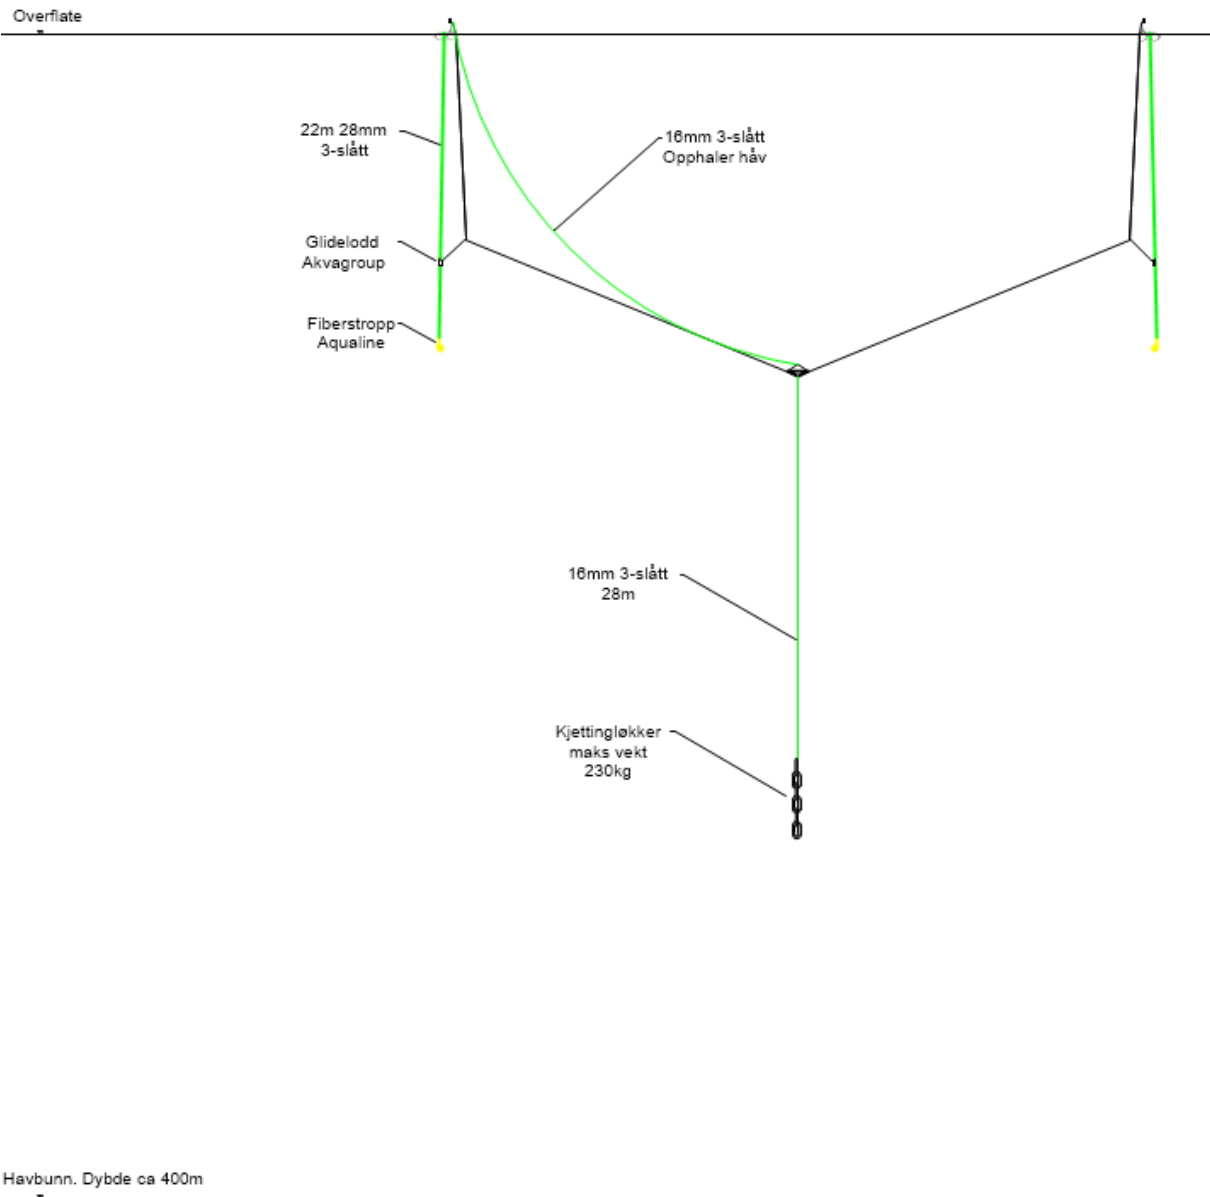 Overflate
22m 28mm
3-slått
16mm 3-slått
Opphaler håv
Glidelodd
Akvagroup
Fiberstropp
Aqualine
16mm 3-slått
28m
Kjettingløkker
maks vekt
230kg
Havbunn. Dybde ca 400m